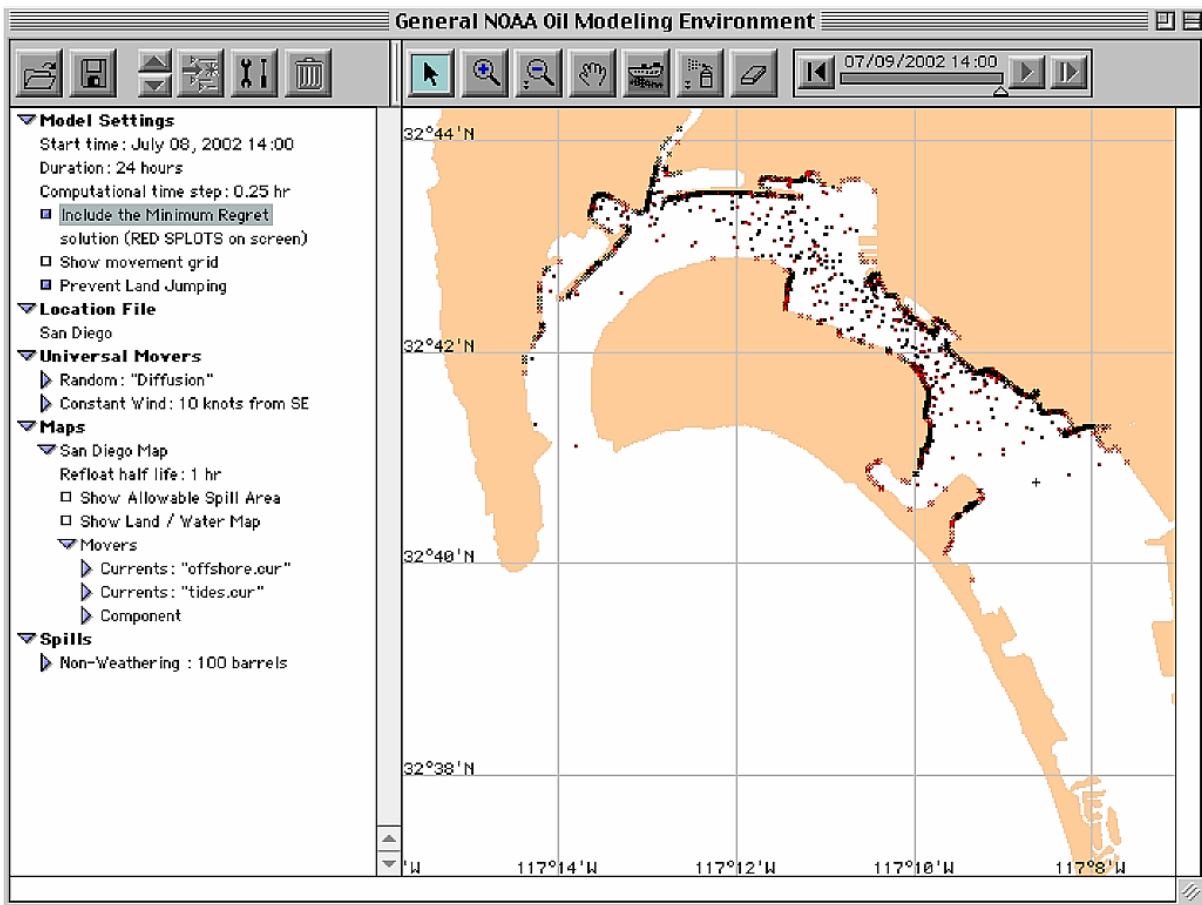 General NOAA Oil Modeling Environment
07/09/2002 14:00
Model Settings
Start time: July 08, 2002 14:00
Duration: 24 hours
Computational time step: 0.25 hr
Include the Minimum Regret
solution (RED SPLOTS on screen)
Show movement grid
Prevent Land Jumping
Location File
San Diego
Universal Movers
Random: "Diffusion"
Constant Wind: 10 knots from SE
Maps
San Diego Map
Refloat half life: 1 hr
Show Allowable Spill Area
Show Land / Water Map
Movers
Currents: "offshore.cur"
Currents: "tides.cur"
Component
Spills
Non-Weathering : 100 barrels
32°44'N
32°42'N
32°40'N
32°38'N
'W 117°14'W 117°12'W 117°10'W 117°8'W